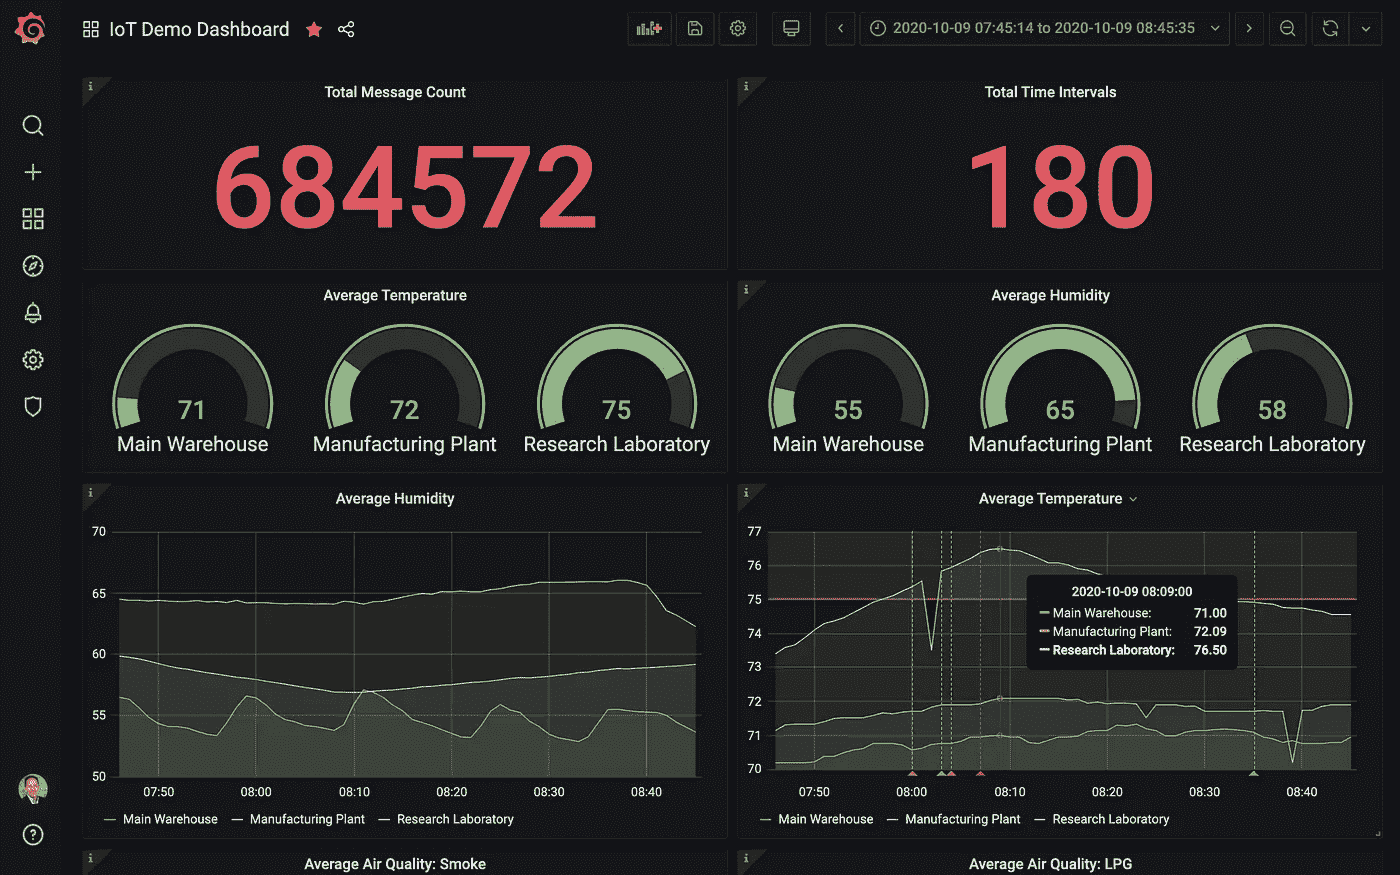 IoT Demo Dashboard
2020-10-09 07:45:14 to 2020-10-09 08:45:35
i
Total Message Count
684572
i
Total Time Intervals
180
Average Temperature
71
Main Warehouse
72
Manufacturing Plant
75
Research Laboratory
i
Average Humidity
55
Main Warehouse
65
Manufacturing Plant
58
Research Laboratory
i
Average Humidity
70
65
60
55
50
07:50 08:00 08:10 08:20 08:30 08:40
Main Warehouse Manufacturing Plant Research Laboratory
i
Average Temperature
77
76
75
74
73
72
71
70
2020-10-09 08:09:00
Main Warehouse: 71.00
Manufacturing Plant: 72.09
Research Laboratory: 76.50
07:50 08:00 08:10 08:20 08:30 08:40
Main Warehouse Manufacturing Plant Research Laboratory
?
i
Average Air Quality: Smoke
i
Average Air Quality: LPG